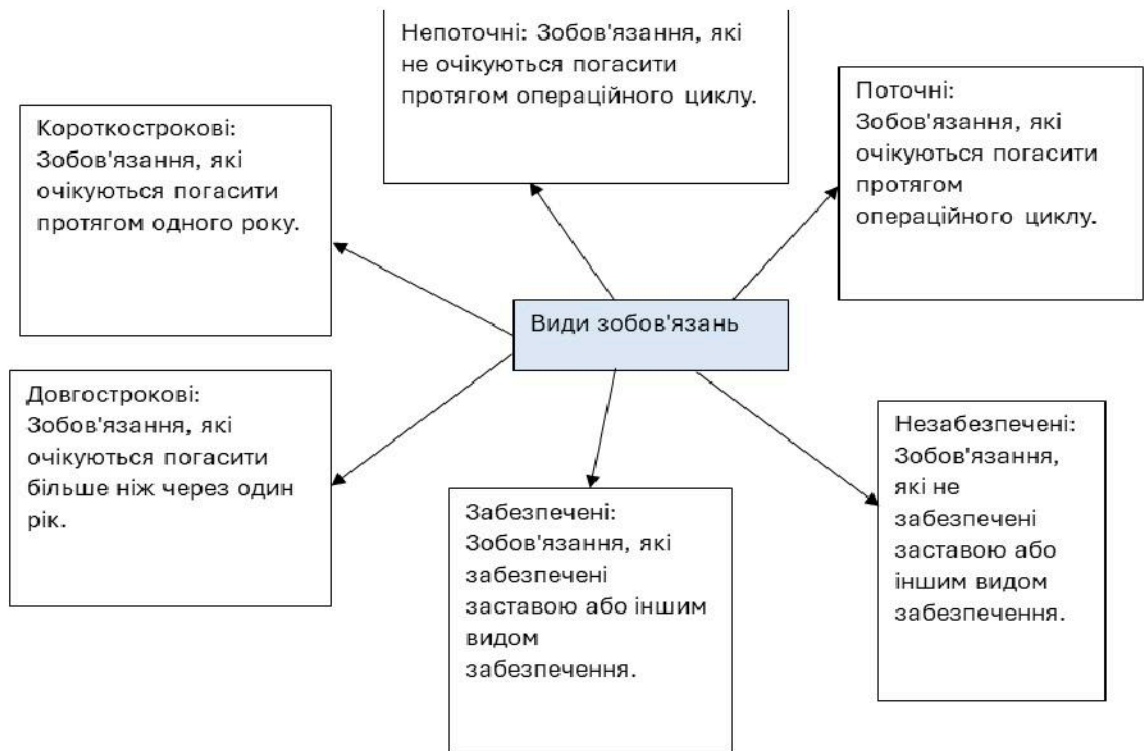 Непоточні: Зобов'язання, які
не очікуються погасити
протягом операційного циклу.
Поточні:
Зобов'язання, які
очікуються погасити
протягом
операційного циклу.
Короткострокові:
Зобов'язання, які
очікуються погасити
протягом одного року.
Види зобов'язань
Довгострокові:
Зобов'язання, які
очікуються погасити
більше ніж через один
рік.
Забезпечені:
Зобов'язання, які
забезпечені
заставою або іншим
видом
забезпечення.
Незабезпечені:
Зобов'язання,
які не
забезпечені
заставою або
іншим видом
забезпечення.